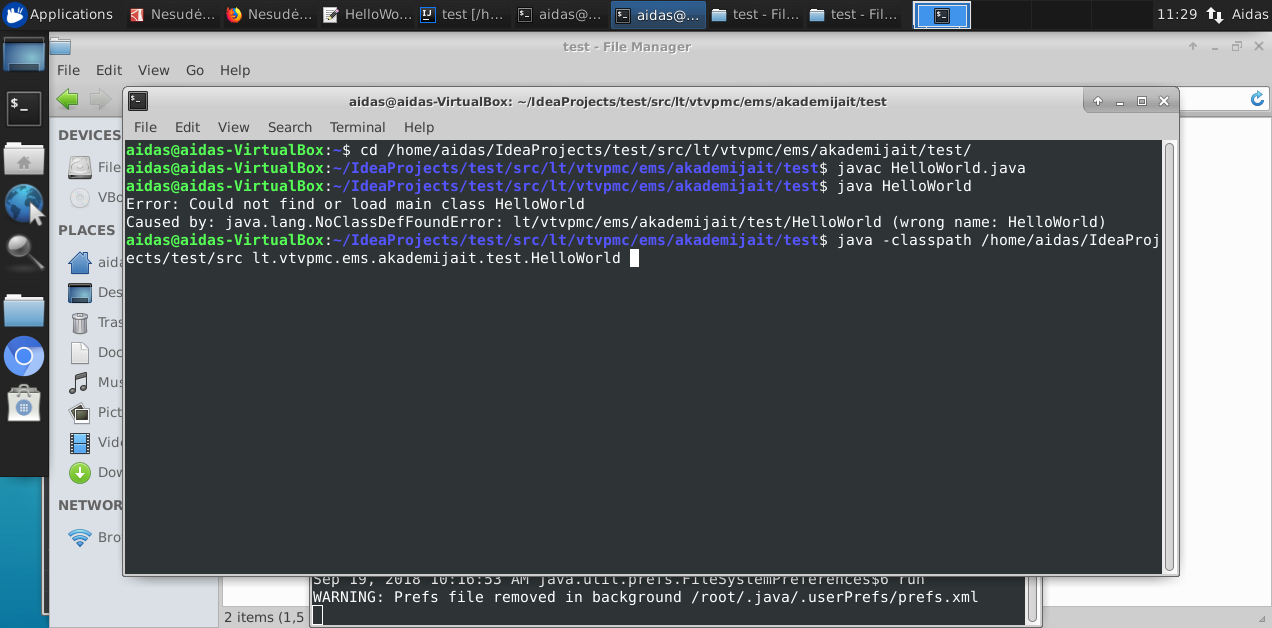 Applications
Nesudė...
Nesudė...
HelloWo...
test [/h...
aidas@...
aidas@...
test - Fil...
test - Fil...
11:29
Aidas
test - File Manager
File Edit View Go Help
aidas@aidas-VirtualBox: ~/IdeaProjects/test/src/lt/vtvpmc/ems/akademijait/test
File Edit View Search Terminal Help
aidas@aidas-VirtualBox:~$ cd /home/aidas/IdeaProjects/test/src/lt/vtvpmc/ems/akademijait/test/
aidas@aidas-VirtualBox:~/IdeaProjects/test/src/lt/vtvpmc/ems/akademijait/test$ javac HelloWorld.java
aidas@aidas-VirtualBox:~/IdeaProjects/test/src/lt/vtvpmc/ems/akademijait/test$ java HelloWorld
Error: Could not find or load main class HelloWorld
Caused by: java.lang.NoClassDefFoundError: lt/vtvpmc/ems/akademijait/test/HelloWorld (wrong name: HelloWorld)
aidas@aidas-VirtualBox:~/IdeaProjects/test/src/lt/vtvpmc/ems/akademijait/test$ java -classpath /home/aidas/IdeaProj
ects/test/src lt.vtvpmc.ems.akademijait.test.HelloWorld
DEVICES
File
VBo
PLACES
aida
Des
Tras
Doc
Mus
Pict
Vide
Dow
NETWOR
Bro
2 items (1,5
Sep 19, 2018 10:16:53 AM java.util.prefs.FileSystemPreferences$6 run
WARNING: Prefs file removed in background /root/.java/.userPrefs/prefs.xml